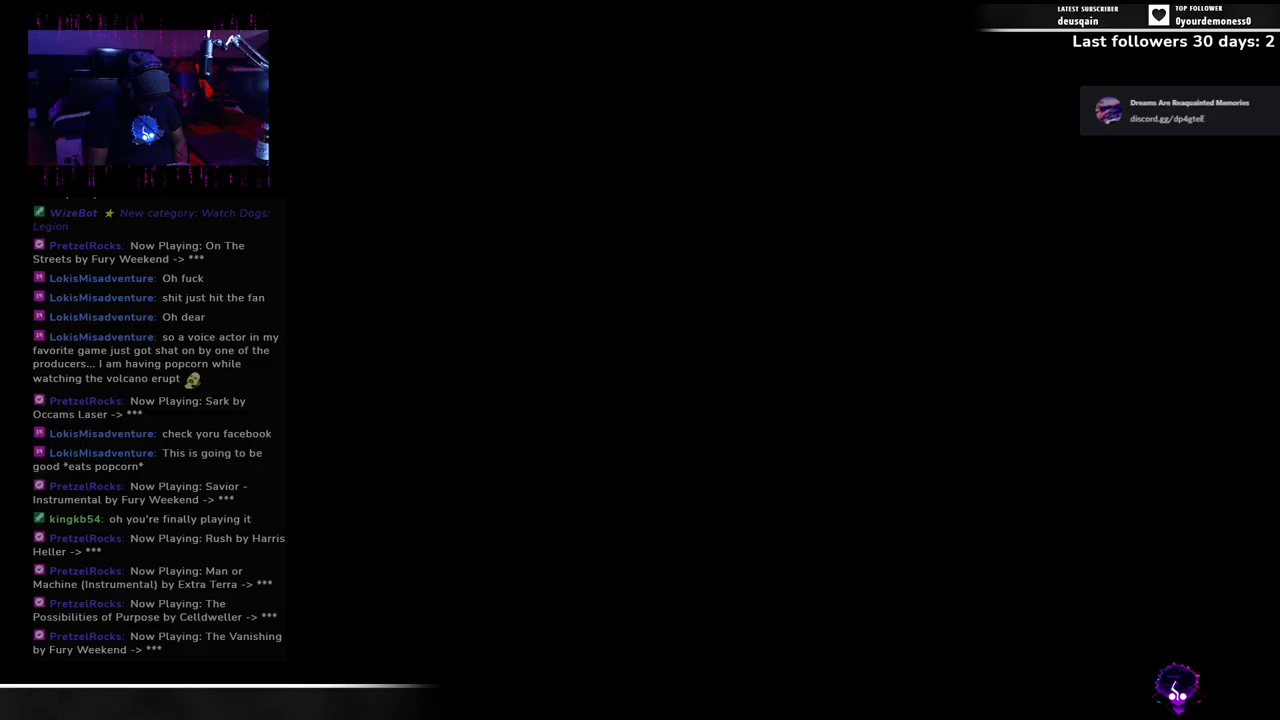 LATEST SUBSCRIBER
deusqain
TOP FOLLOWER
0yourdemoness0
Last followers 30 days: 2
Dreams Are Reaquainted Memories
discord.gg/dp4gteE
WizeBot ★ New category: Watch Dogs:
Legion
PretzelRocks: Now Playing: On The
Streets by Fury Weekend -> ***
LokisMisadventure: Oh fuck
LokisMisadventure: shit just hit the fan
LokisMisadventure: Oh dear
LokisMisadventure: so a voice actor in my
favorite game just got shat on by one of the
producers... I am having popcorn while
watching the volcano erupt
PretzelRocks: Now Playing: Sark by
Occams Laser -> ***
LokisMisadventure: check yoru facebook
LokisMisadventure: This is going to be
good *eats popcorn*
PretzelRocks: Now Playing: Savior -
Instrumental by Fury Weekend -> ***
kingkb54: oh you're finally playing it
PretzelRocks: Now Playing: Rush by Harris
Heller -> ***
PretzelRocks: Now Playing: Man or
Machine (Instrumental) by Extra Terra -> ***
PretzelRocks: Now Playing: The
Possibilities of Purpose by Celldweller -> ***
PretzelRocks: Now Playing: The Vanishing
by Fury Weekend -> ***